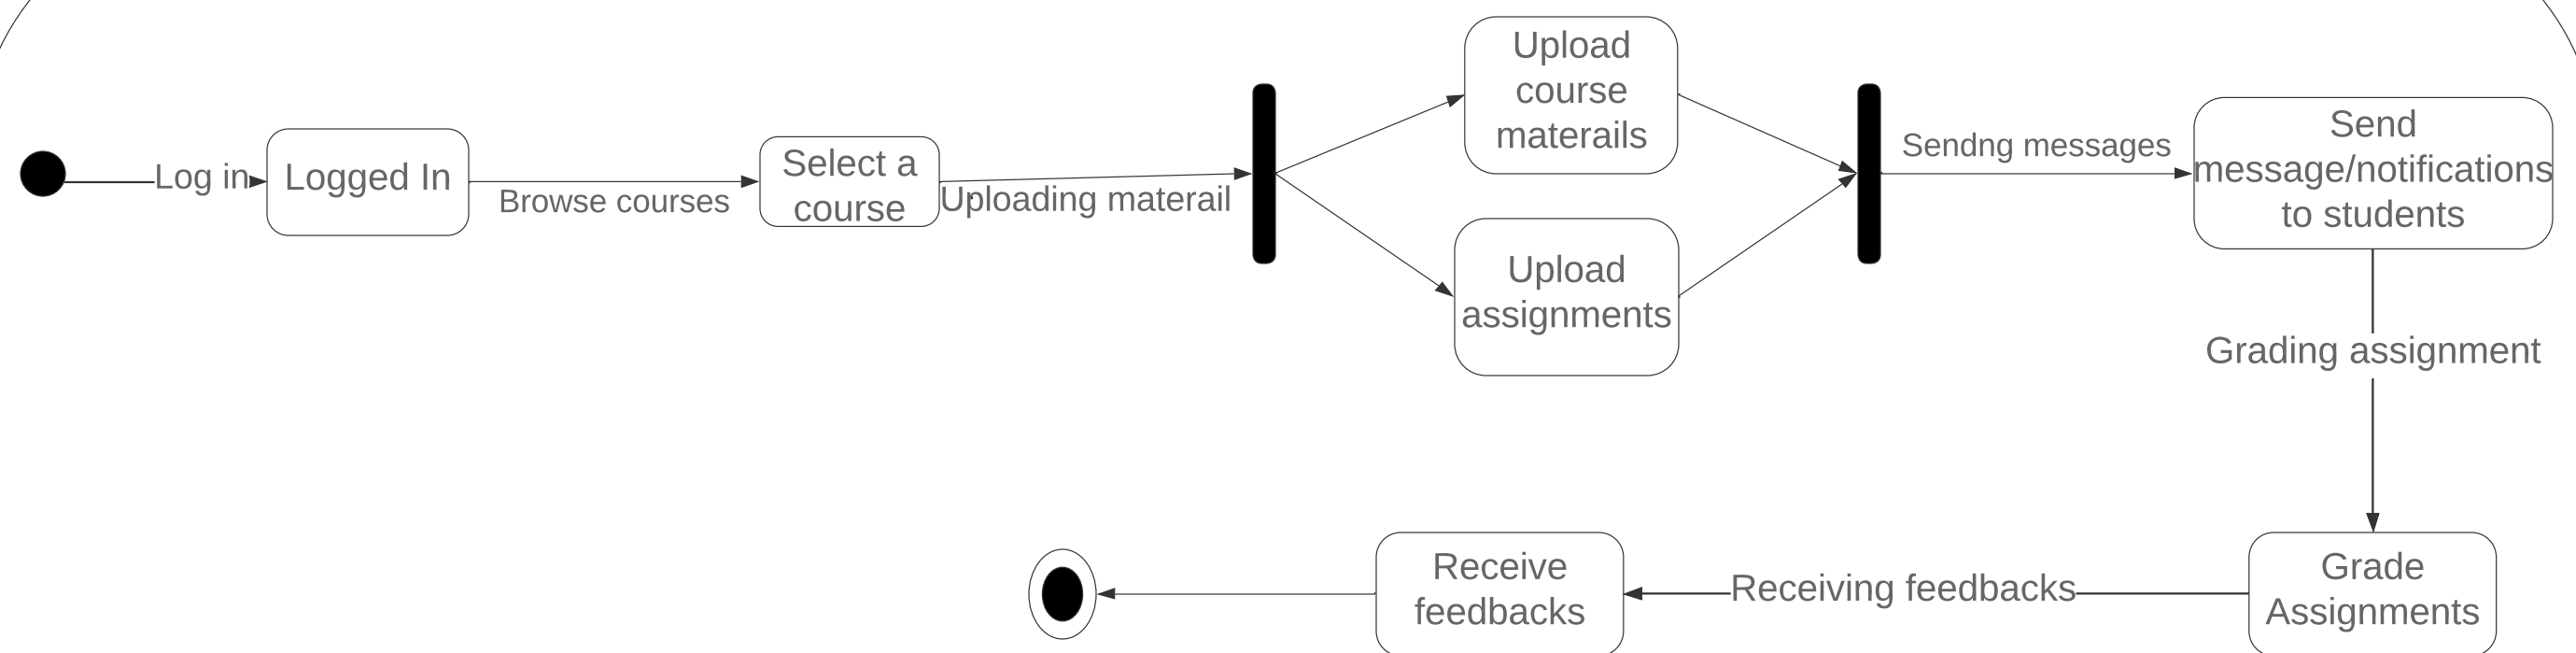 Log in
Logged In
Browse courses
Select a
course
Uploading materail
Upload
course
materails
Upload
assignments
Sendng messages
Send
message/notifications
to students
Grading assignment
Grade
Assignments
Receiving feedbacks
Receive
feedbacks